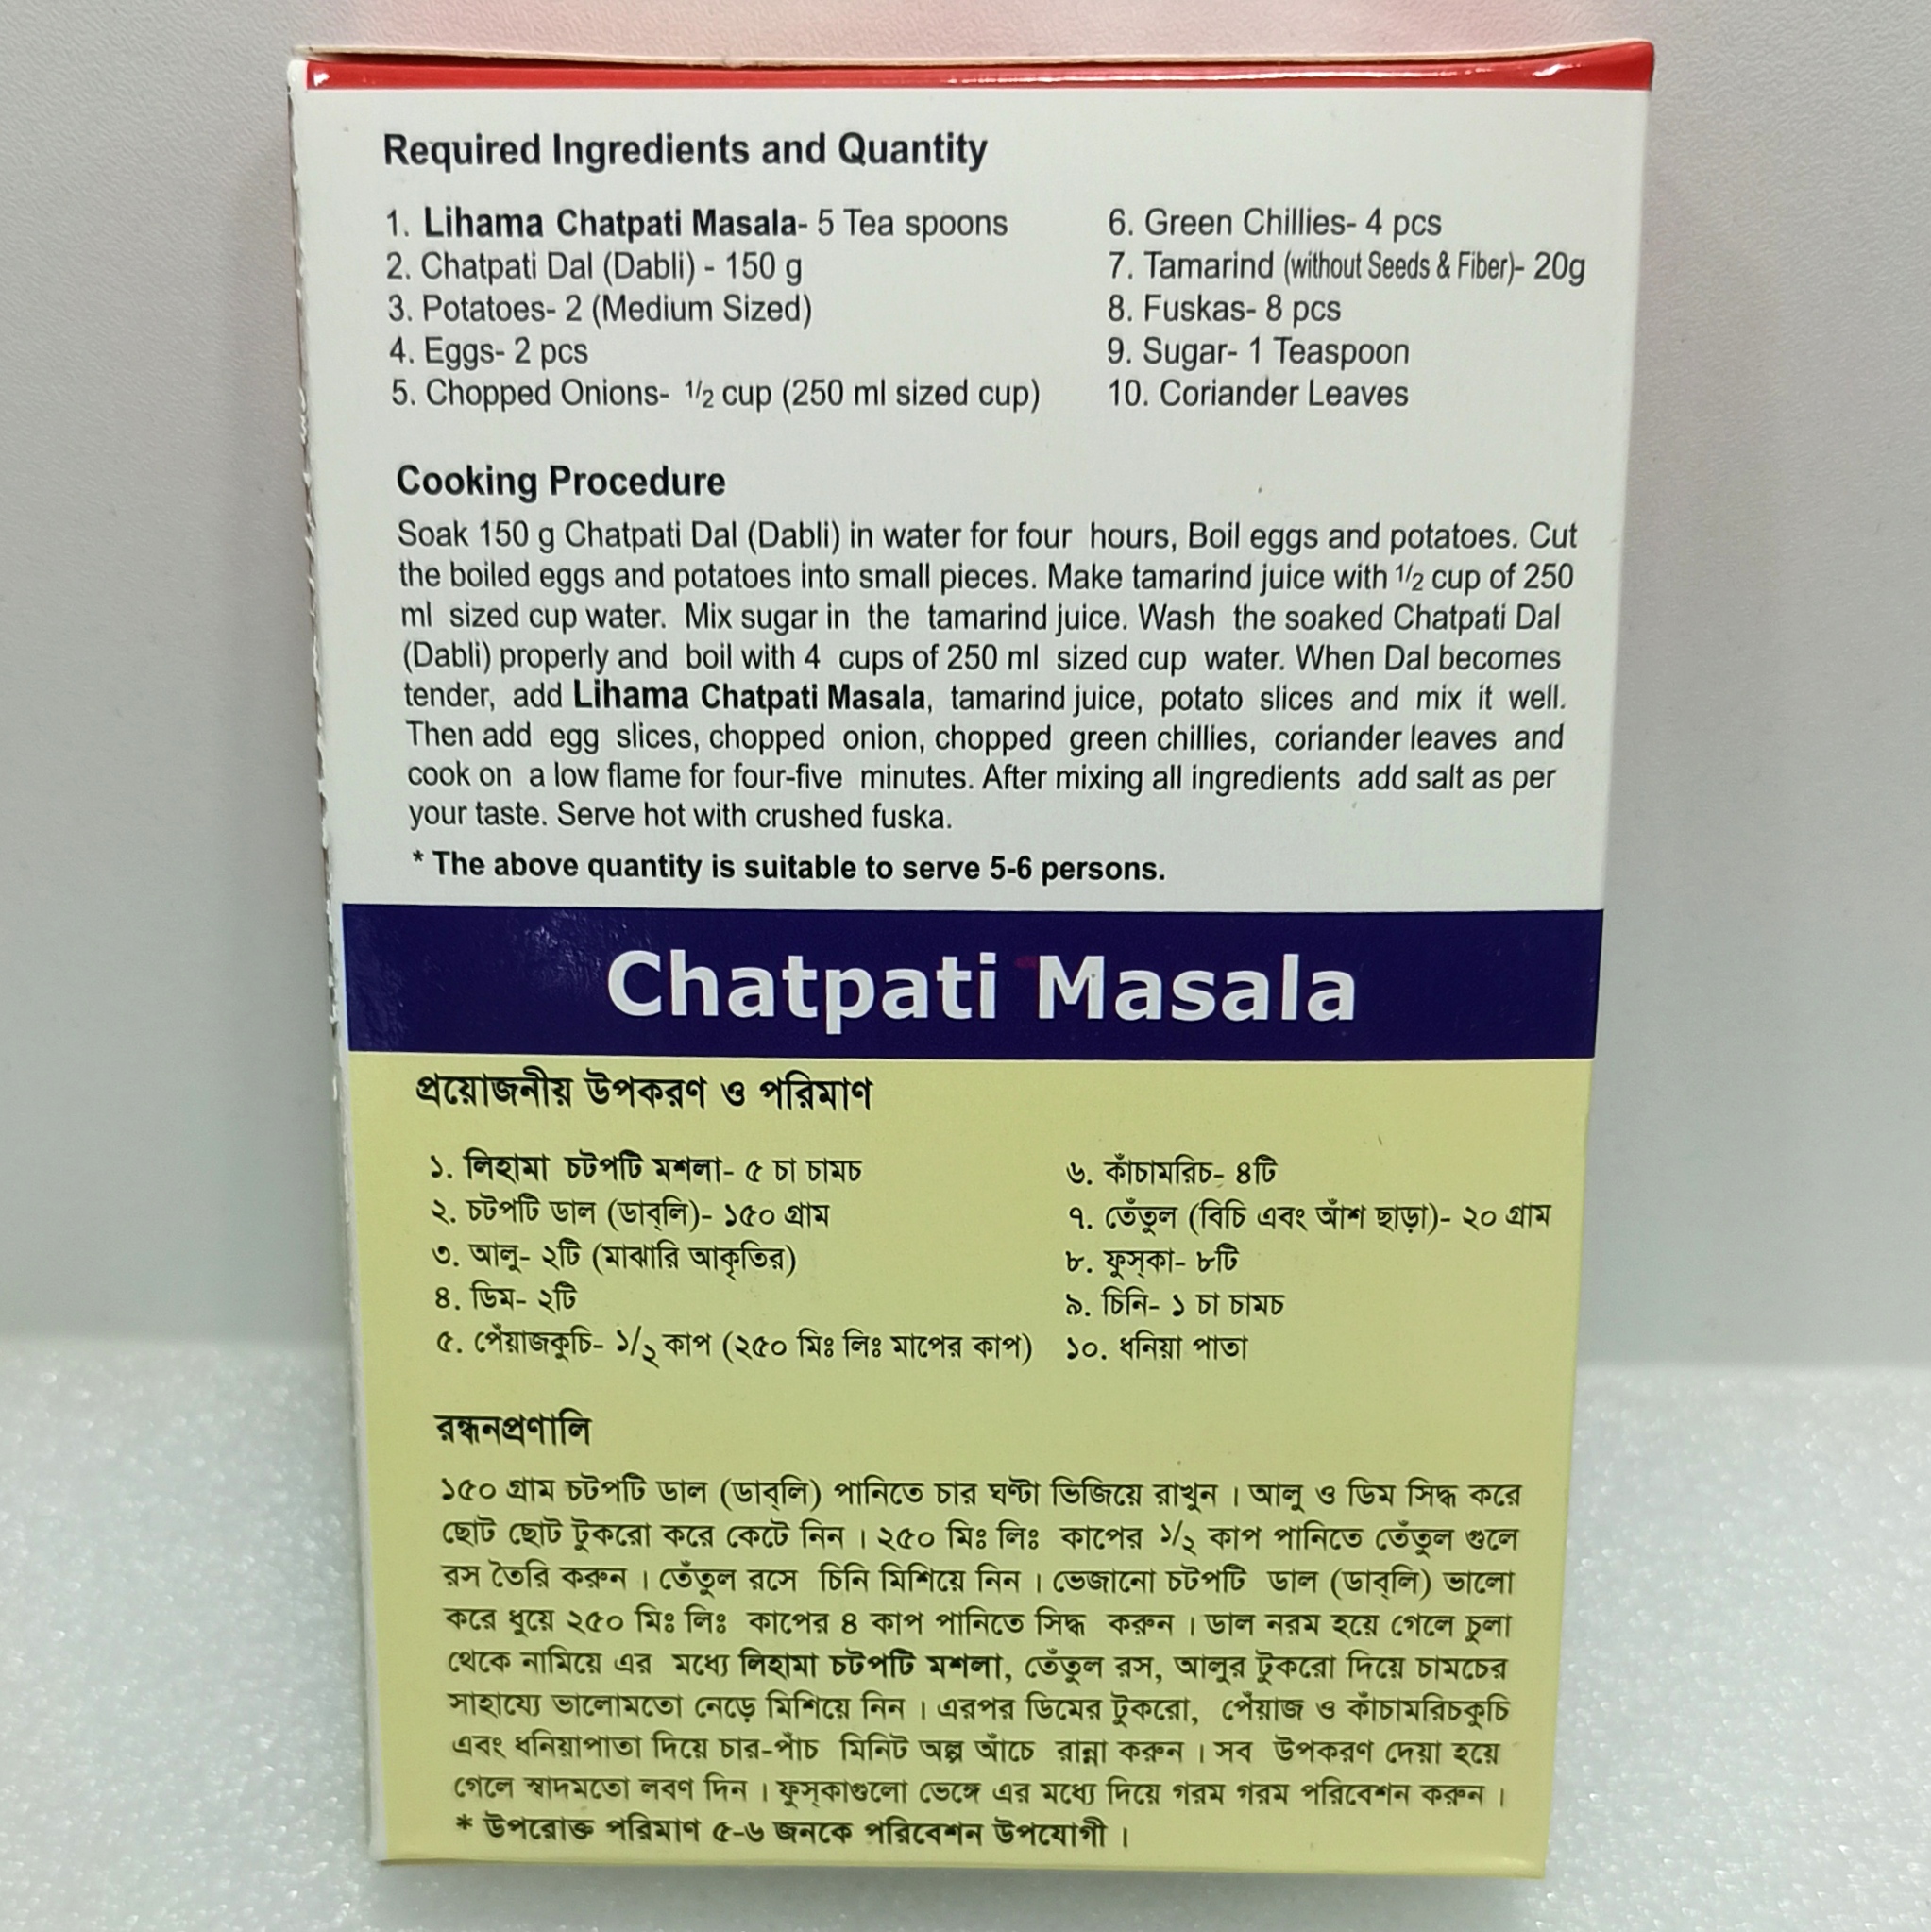 Required Ingredients and Quantity
1. Lihama Chatpati Masala- 5 Tea spoons
2. Chatpati Dal (Dabli) - 150 g
3. Potatoes- 2 (Medium Sized)
4. Eggs- 2 pcs
5. Chopped Onions- 1/2 cup (250 ml sized cup)
6. Green Chillies- 4 pcs
7. Tamarind (without Seeds & Fiber)- 20g
8. Fuskas- 8 pcs
9. Sugar- 1 Teaspoon
10. Coriander Leaves
Cooking Procedure
Soak 150 g Chatpati Dal (Dabli) in water for four hours, Boil eggs and potatoes. Cut
the boiled eggs and potatoes into small pieces. Make tamarind juice with 1/2 cup of 250
ml sized cup water. Mix sugar in the tamarind juice. Wash the soaked Chatpati Dal
(Dabli) properly and boil with 4 cups of 250 ml sized cup water. When Dal becomes
tender, add Lihama Chatpati Masala, tamarind juice, potato slices and mix it well.
Then add egg slices, chopped onion, chopped green chillies, coriander leaves and
cook on a low flame for four-five minutes. After mixing all ingredients add salt as per
your taste. Serve hot with crushed fuska.
* The above quantity is suitable to serve 5-6 persons.
Chatpati Masala
প্রয়োজনীয় উপকরণ ও পরিমাণ
১. লিহামা চটপটি মশলা- ৫ চা চামচ
২. চটপটি ডাল (ডাব্‌লি)- ১৫০ গ্রাম
৩. আলু- ২টি (মাঝারি আকৃতির)
৪. ডিম- ২টি
৫. পেঁয়াজকুচি- ১/২ কাপ (২৫০ মিঃ লিঃ মাপের কাপ)
৬. কাঁচামরিচ- ৪টি
৭. তেঁতুল (বিচি এবং আঁশ ছাড়া)- ২০ গ্রাম
৮. ফুস্‌কা- ৮টি
৯. চিনি- ১ চা চামচ
১০. ধনিয়া পাতা
রন্ধনপ্রণালি
১৫০ গ্রাম চটপটি ডাল (ডাব্‌লি) পানিতে চার ঘণ্টা ভিজিয়ে রাখুন। আলু ও ডিম সিদ্ধ করে
ছোট ছোট টুকরো করে কেটে নিন। ২৫০ মিঃ লিঃ কাপের ১/২ কাপ পানিতে তেঁতুল গুলে
রস তৈরি করুন। তেঁতুল রসে চিনি মিশিয়ে নিন। ভেজানো চটপটি ডাল (ডাব্‌লি) ভালো
করে ধুয়ে ২৫০ মিঃ লিঃ কাপের ৪ কাপ পানিতে সিদ্ধ করুন। ডাল নরম হয়ে গেলে চুলা
থেকে নামিয়ে এর মধ্যে লিহামা চটপটি মশলা, তেঁতুল রস, আলুর টুকরো দিয়ে চামচের
সাহায্যে ভালোমতো নেড়ে মিশিয়ে নিন। এরপর ডিমের টুকরো, পেঁয়াজ ও কাঁচামরিচকুচি
এবং ধনিয়াপাতা দিয়ে চার-পাঁচ মিনিট অল্প আঁচে রান্না করুন। সব উপকরণ দেয়া হয়ে
গেলে স্বাদমতো লবণ দিন। ফুস্‌কাগুলো ভেঙ্গে এর মধ্যে দিয়ে গরম গরম পরিবেশন করুন।
* উপরোক্ত পরিমাণ ৫-৬ জনকে পরিবেশন উপযোগী।